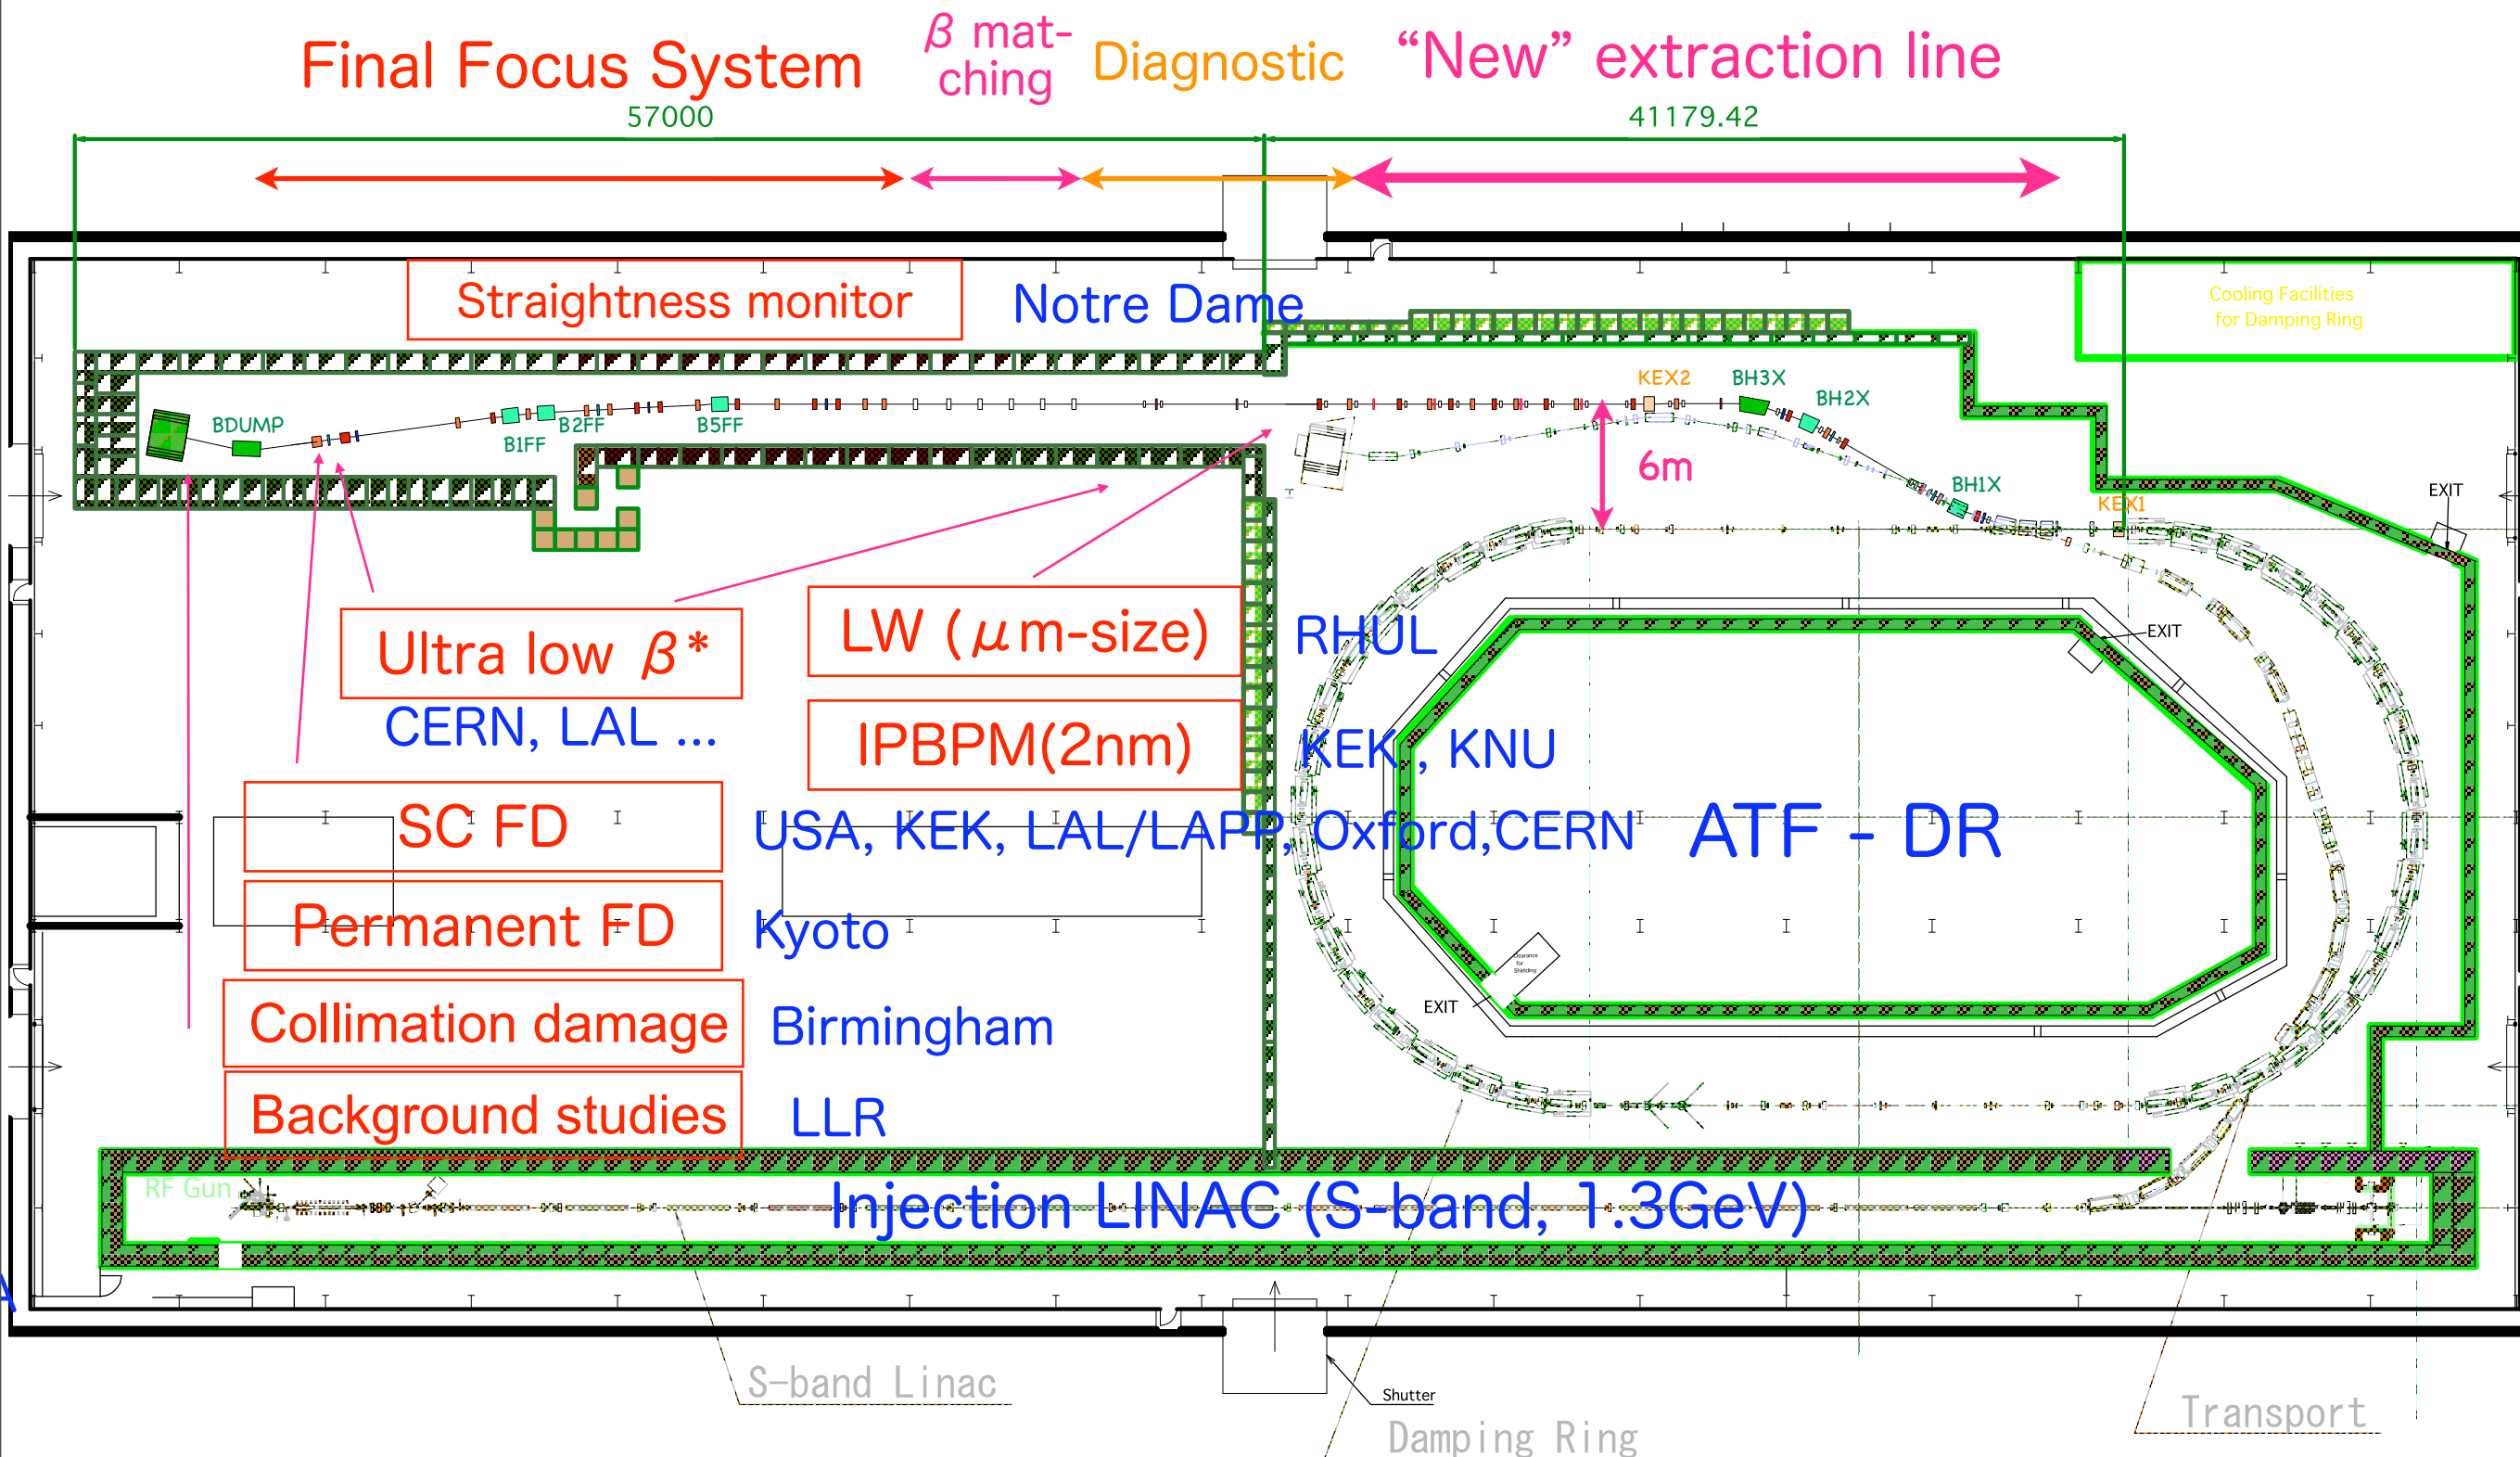 Final Focus System
β mat-
ching
Diagnostic
“New” extraction line
57000
41179.42
Straightness monitor
Notre Dame
Cooling Facilities
for Damping Ring
KEX2
BH3X
BH2X
BDUMP
B1FF
B2FF
B5FF
6m
BH1X
KEX1
EXIT
Ultra low β*
CERN, LAL ...
LW (μm-size)
RHUL
EXIT
IPBPM(2nm)
KEK, KNU
SC FD
USA, KEK, LAL/LAPP, Oxford,CERN
ATF - DR
Permanent FD
Kyoto
Clearance
for
Shielding
EXIT
Collimation damage
Birmingham
Background studies
LLR
RF Gun
Injection LINAC (S-band, 1.3GeV)
A
S-band Linac
Shutter
Damping Ring
Transport